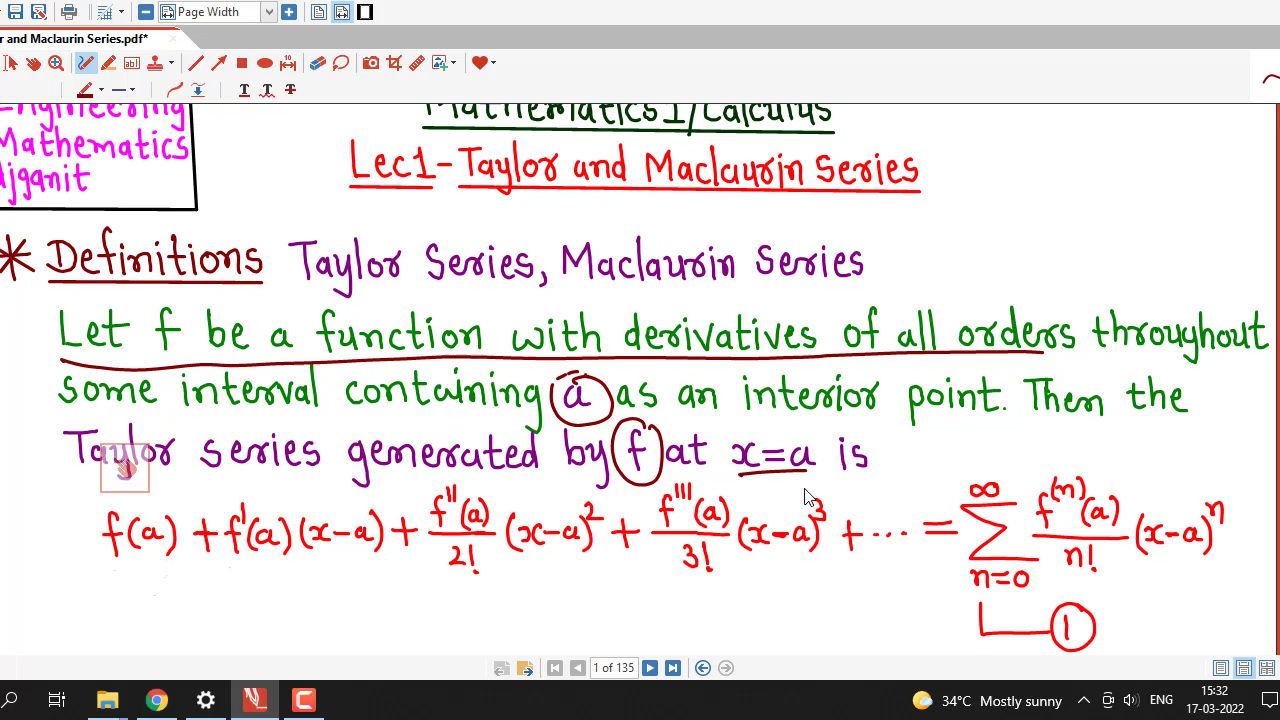 Page Width
r and Maclaurin Series.pdf*
Engineering
Mathematics
Mathematics 1/Calculus
Lec1-Taylor and Maclaurin Series
* Definitions Taylor Series, Maclaurin Series
Let f be a function with derivatives of all orders throughout
some interval containing a as an interior point. Then the
Taylor series generated by f at x=a is
f(a) + f'(a)(x-a) + f''(a)/2! (x-a)^2 + f'''(a)/3! (x-a)^3 + ... = ∑_{n=0}^{∞} f^(n)(a)/n! (x-a)^n
1
1 of 135
34°C Mostly sunny
ENG
15:32
17-03-2022